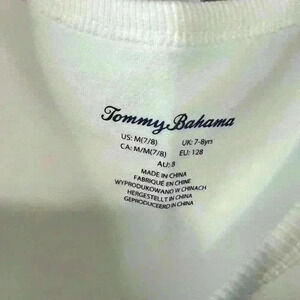 Tommy Bahama
US: M(7/8) UK: 7-8yrs
CA: M/M(7/8) EU: 128
AU: 8
MADE IN CHINA
FABRIQUÉ EN CHINE
WYPRODUKOWANO W CHINACH
HERGESTELLT IN CHINA
GEPRODUCEERD IN CHINA